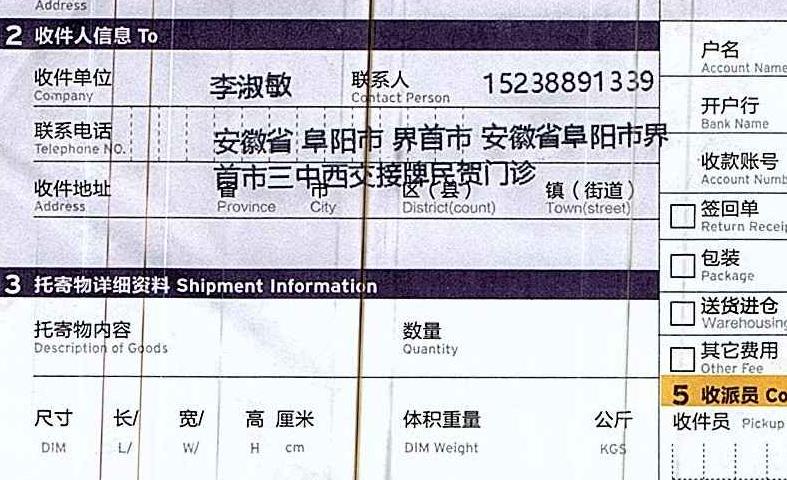 Address
2 收件人信息 To
收件单位 李淑敏 联系人 15238891339
Company Contact Person
户名
Account Name
联系电话 安徽省 阜阳市 界首市 安徽省阜阳市界
Telephone NO.
开户行
Bank Name
首市三中西交接牌民贺门诊
收件地址 省 市 区(县) 镇(街道)
Address Province City District(count) Town(street)
收款账号
Account Numb
签回单
Return Receip
包装
Package
3 托寄物详细资料 Shipment Information
送货进仓
Warehousing
托寄物内容 数量
Description of Goods Quantity
其它费用
Other Fee
5 收派员 Co
尺寸 长/ 宽/ 高 厘米 体积重量 公斤
DIM L/ W/ H cm DIM Weight KGS
收件员 Pickup